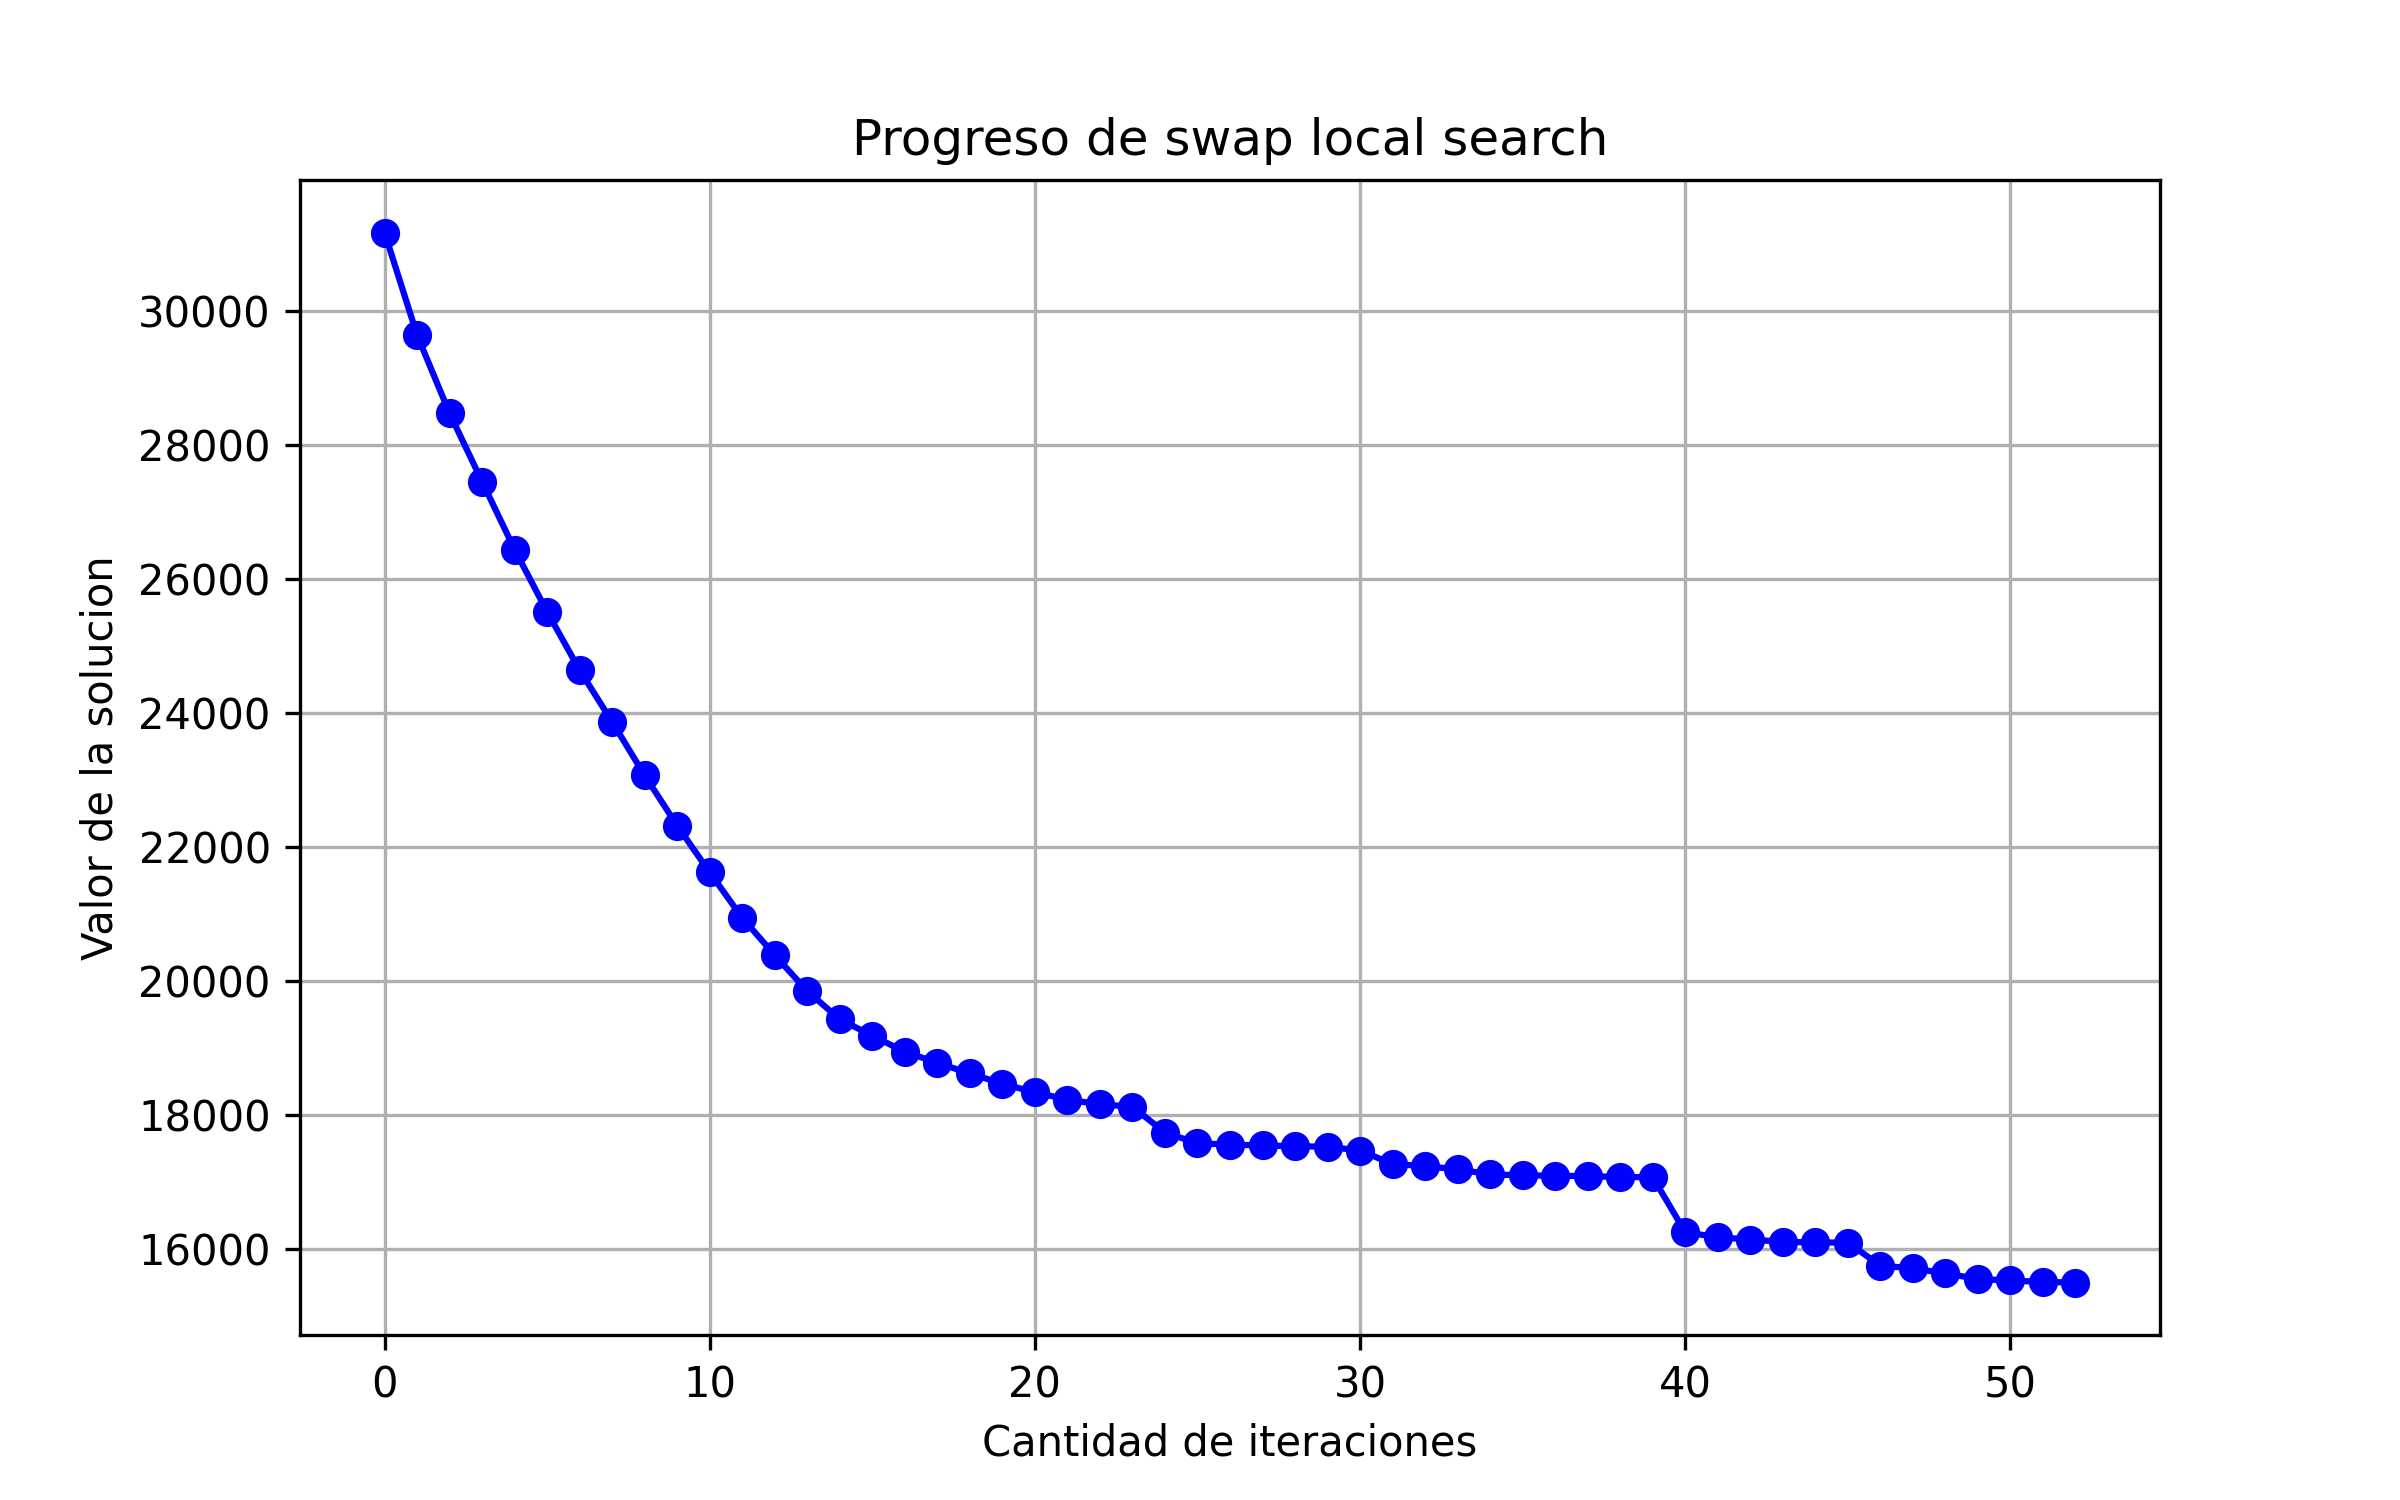 Progreso de swap local search
Valor de la solucion
30000
28000
26000
24000
22000
20000
18000
16000
0 10 20 30 40 50
Cantidad de iteraciones